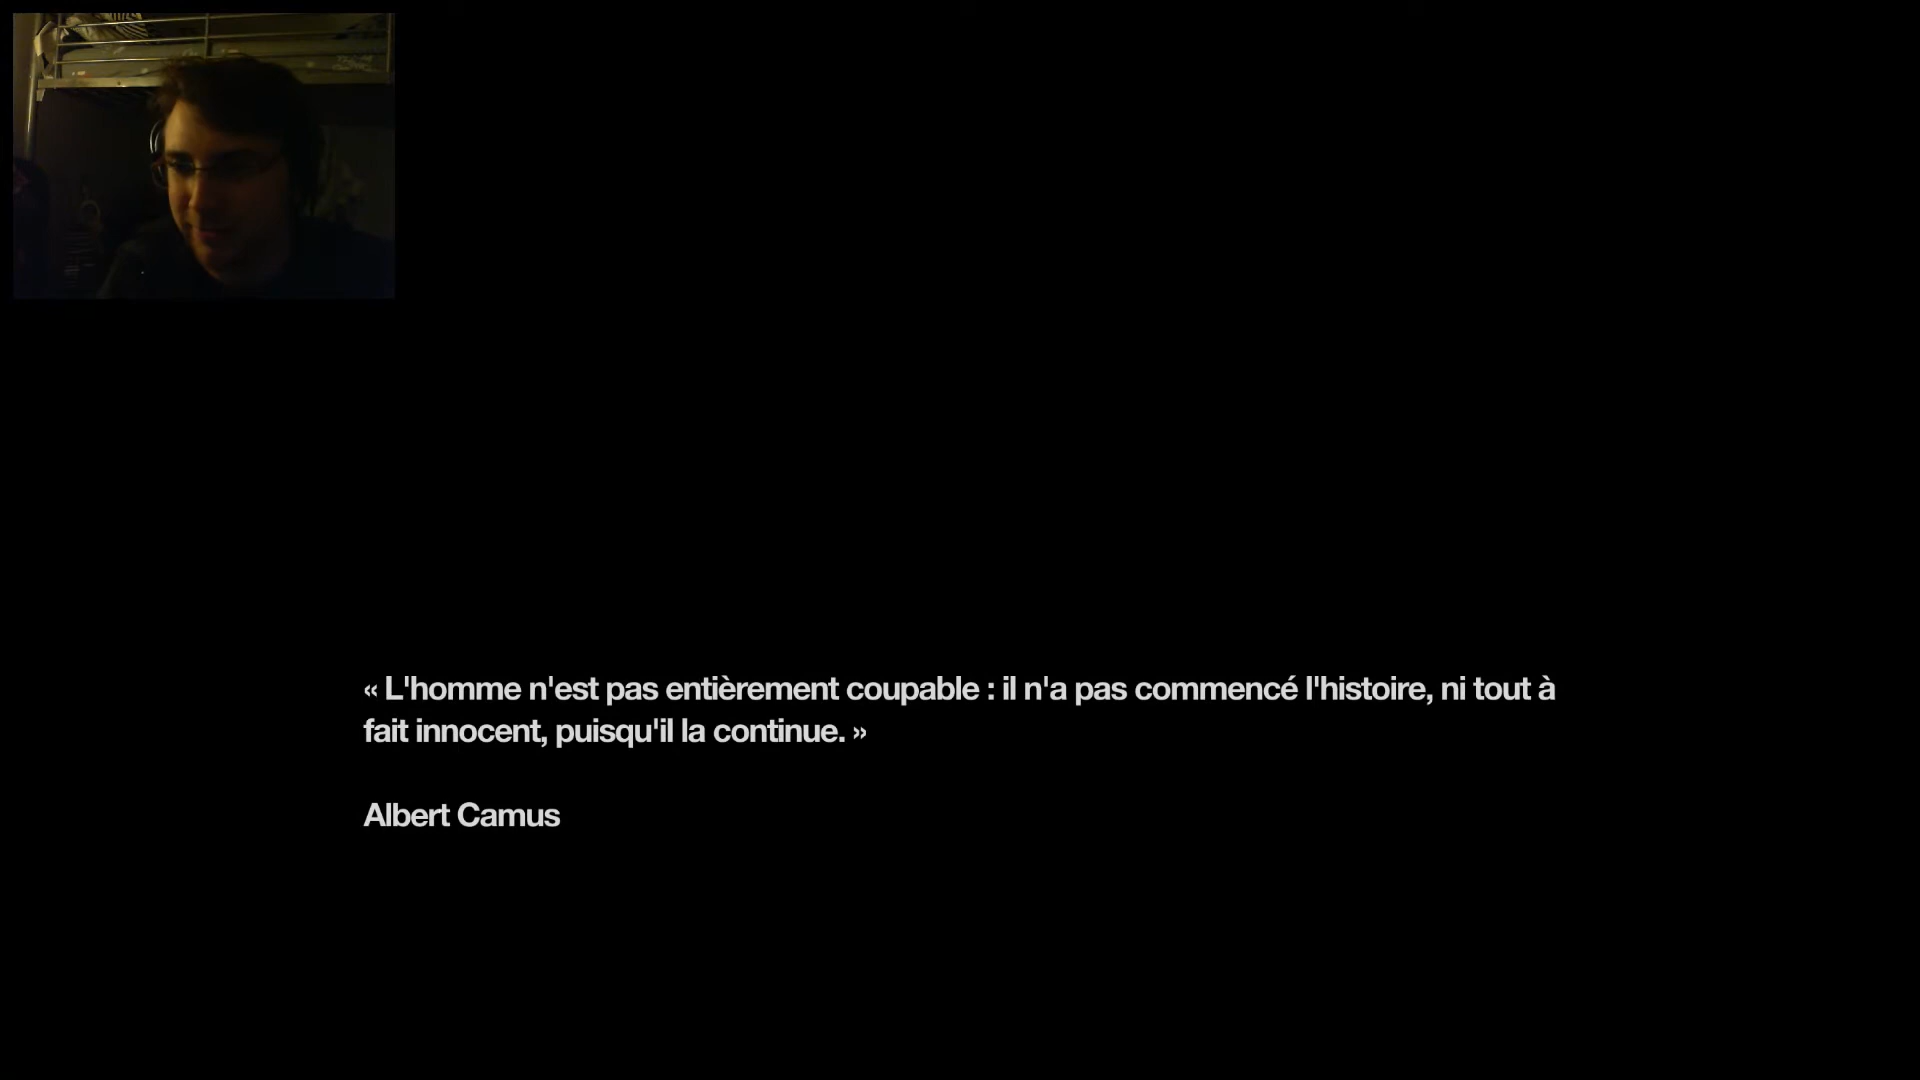 « L'homme n'est pas entièrement coupable : il n'a pas commencé l'histoire, ni tout à
fait innocent, puisqu'il la continue. »
Albert Camus